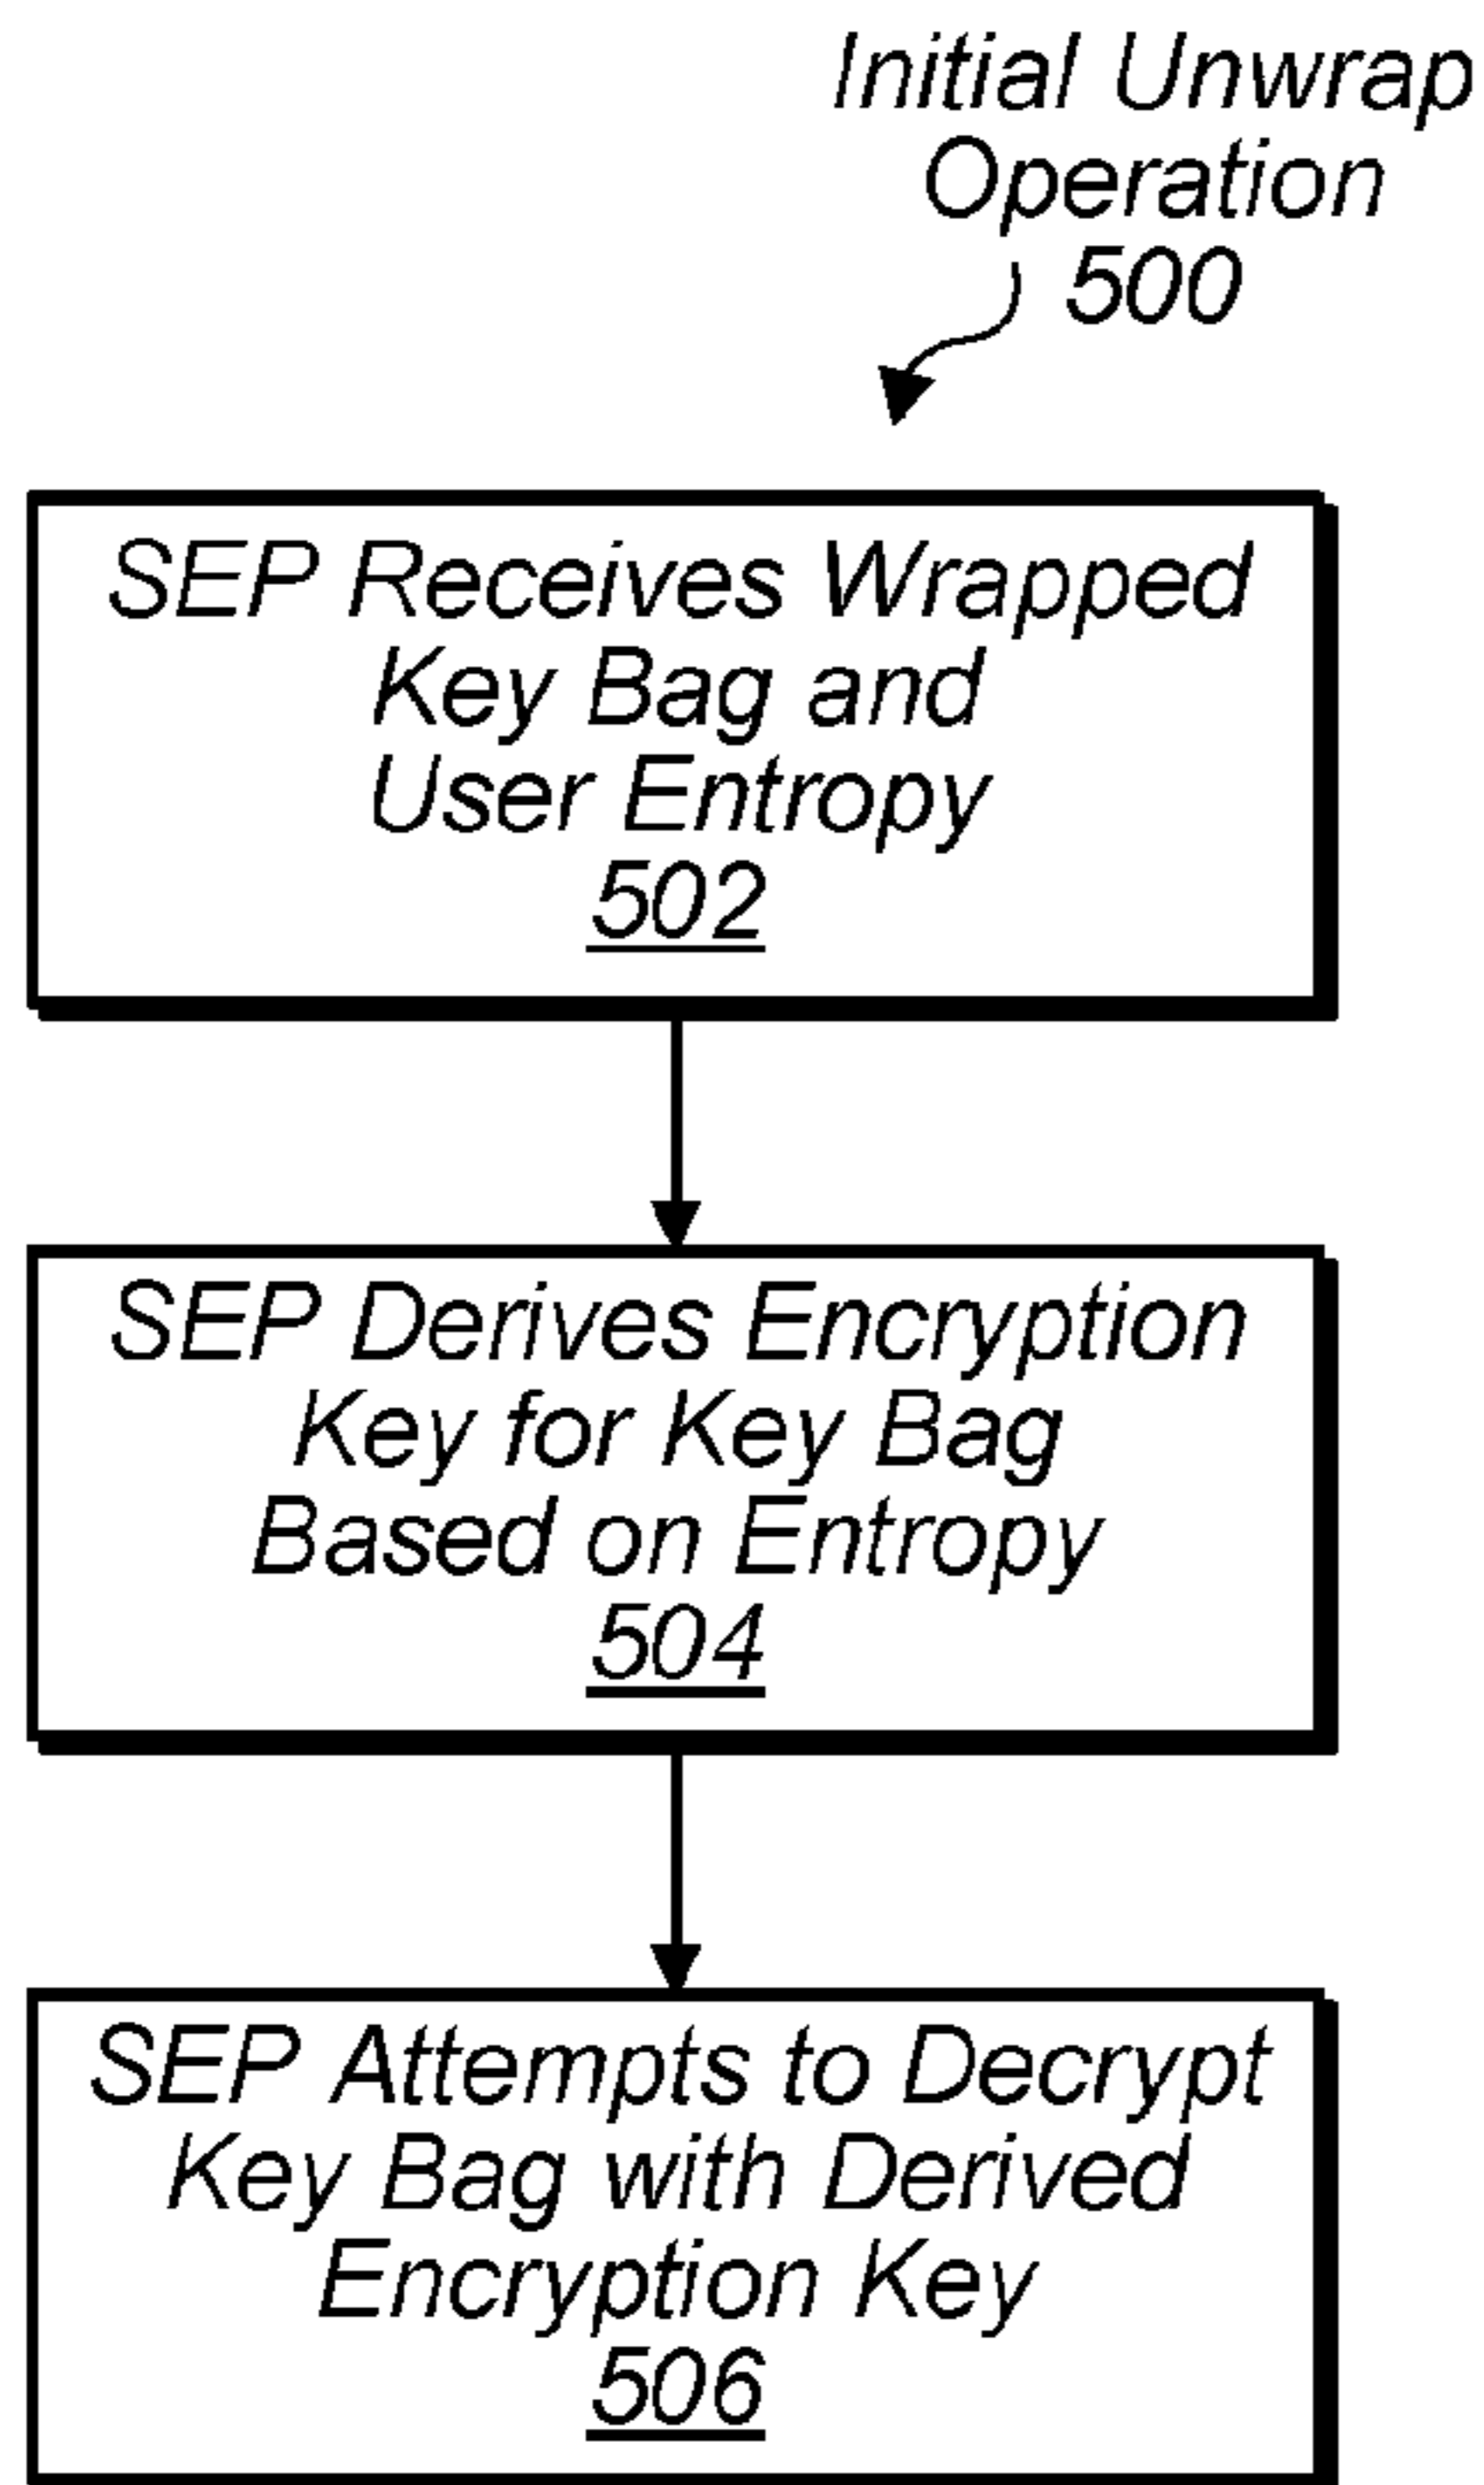 Initial Unwrap
Operation
500
SEP Receives Wrapped
Key Bag and
User Entropy
502
SEP Derives Encryption
Key for Key Bag
Based on Entropy
504
SEP Attempts to Decrypt
Key Bag with Derived
Encryption Key
506